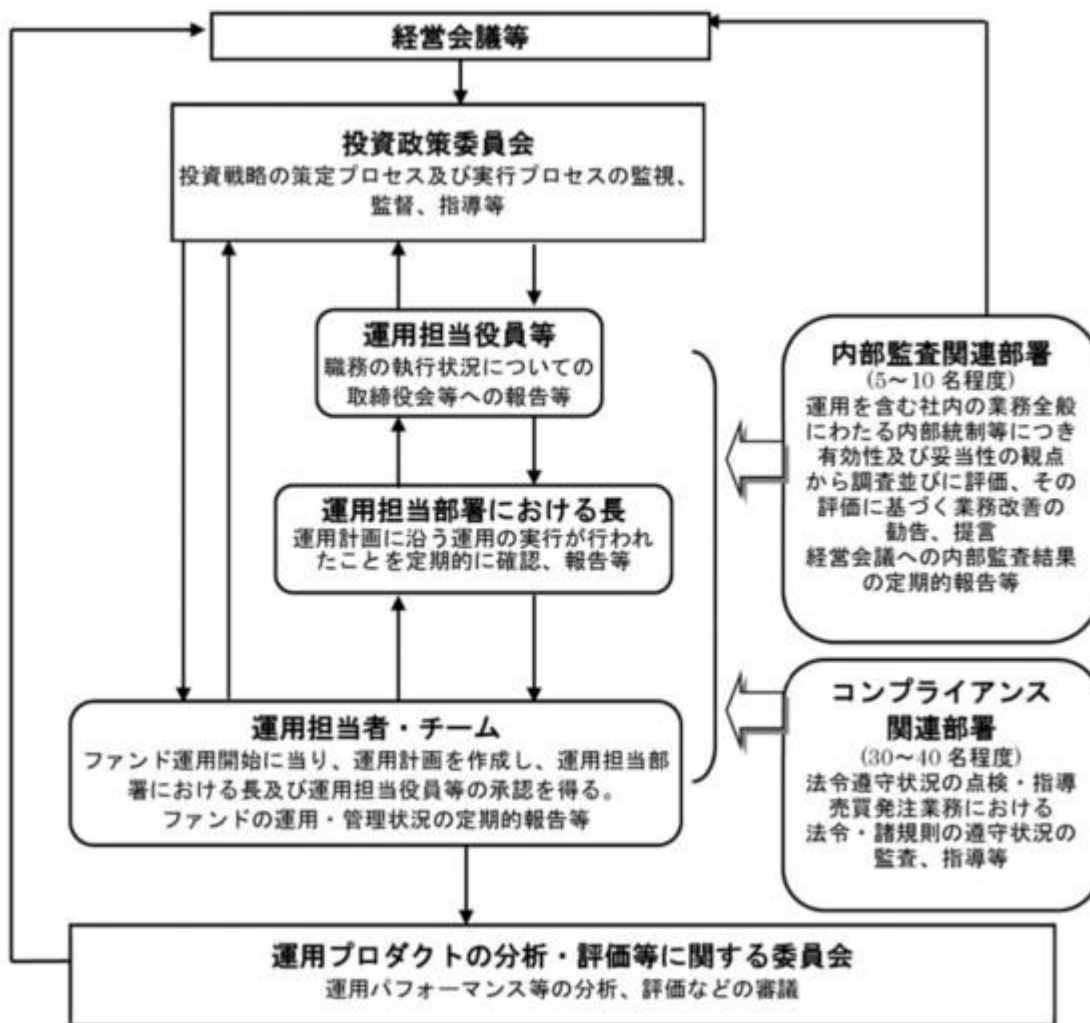 経営会議等
投資政策委員会
投資戦略の策定プロセス及び実行プロセスの監視、
監督、指導等
運用担当役員等
職務の執行状況についての
取締役会等への報告等
運用担当部署における長
運用計画に沿う運用の実行が行われ
たことを定期的に確認、報告等
運用担当者・チーム
ファンド運用開始に当り、運用計画を作成し、運用担当部
署における長及び運用担当役員等の承認を得る。
ファンドの運用・管理状況の定期的報告等
内部監査関連部署
(5～10 名程度)
運用を含む社内の業務全般
にわたる内部統制等につき
有効性及び妥当性の観点
から調査並びに評価、その
評価に基づく業務改善の
勧告、提言
経営会議への内部監査結果
の定期的報告等
コンプライアンス
関連部署
(30～40 名程度)
法令遵守状況の点検・指導
売買発注業務における
法令・諸規則の遵守状況の
監査、指導等
運用プロダクトの分析・評価等に関する委員会
運用パフォーマンス等の分析、評価などの審議